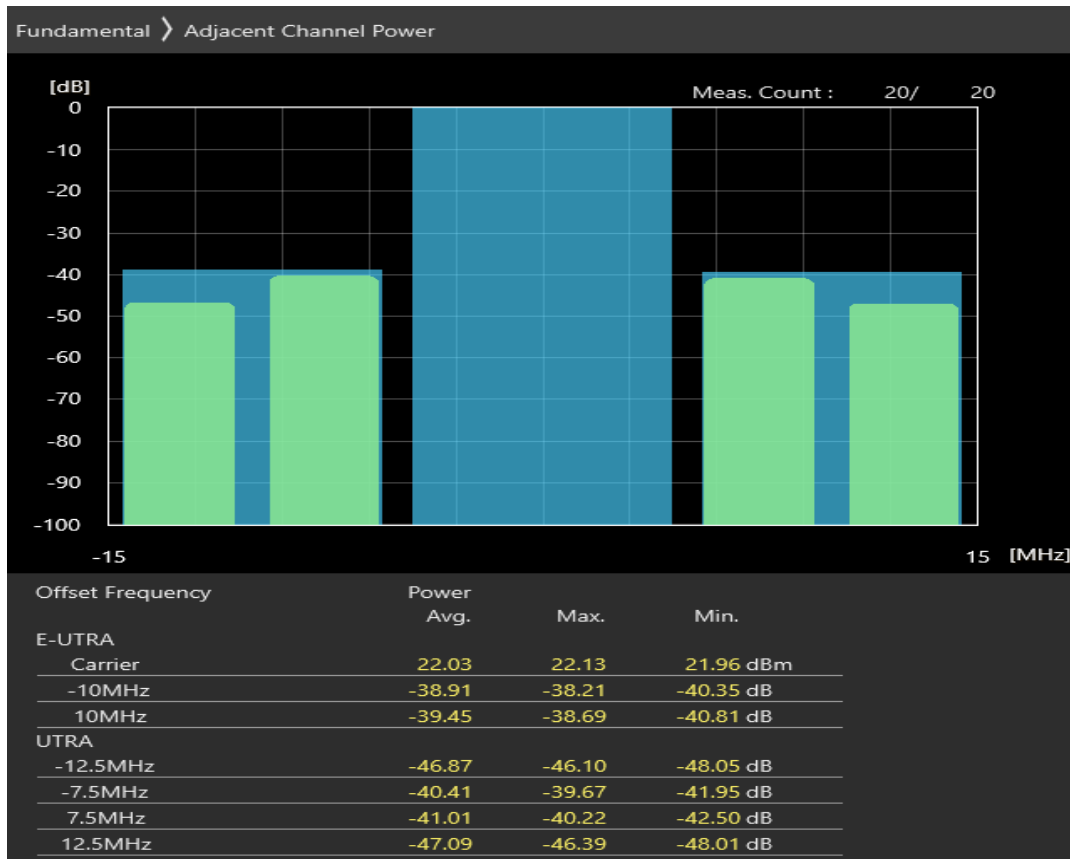 Fundamental ❯ Adjacent Channel Power
[dB]
Meas. Count : 20/ 20
0
-10
-20
-30
-40
-50
-60
-70
-80
-90
-100
-15 15 [MHz]
Offset Frequency Power
Avg. Max. Min.
E-UTRA
Carrier 22.03 22.13 21.96 dBm
-10MHz -38.91 -38.21 -40.35 dB
10MHz -39.45 -38.69 -40.81 dB
UTRA
-12.5MHz -46.87 -46.10 -48.05 dB
-7.5MHz -40.41 -39.67 -41.95 dB
7.5MHz -41.01 -40.22 -42.50 dB
12.5MHz -47.09 -46.39 -48.01 dB